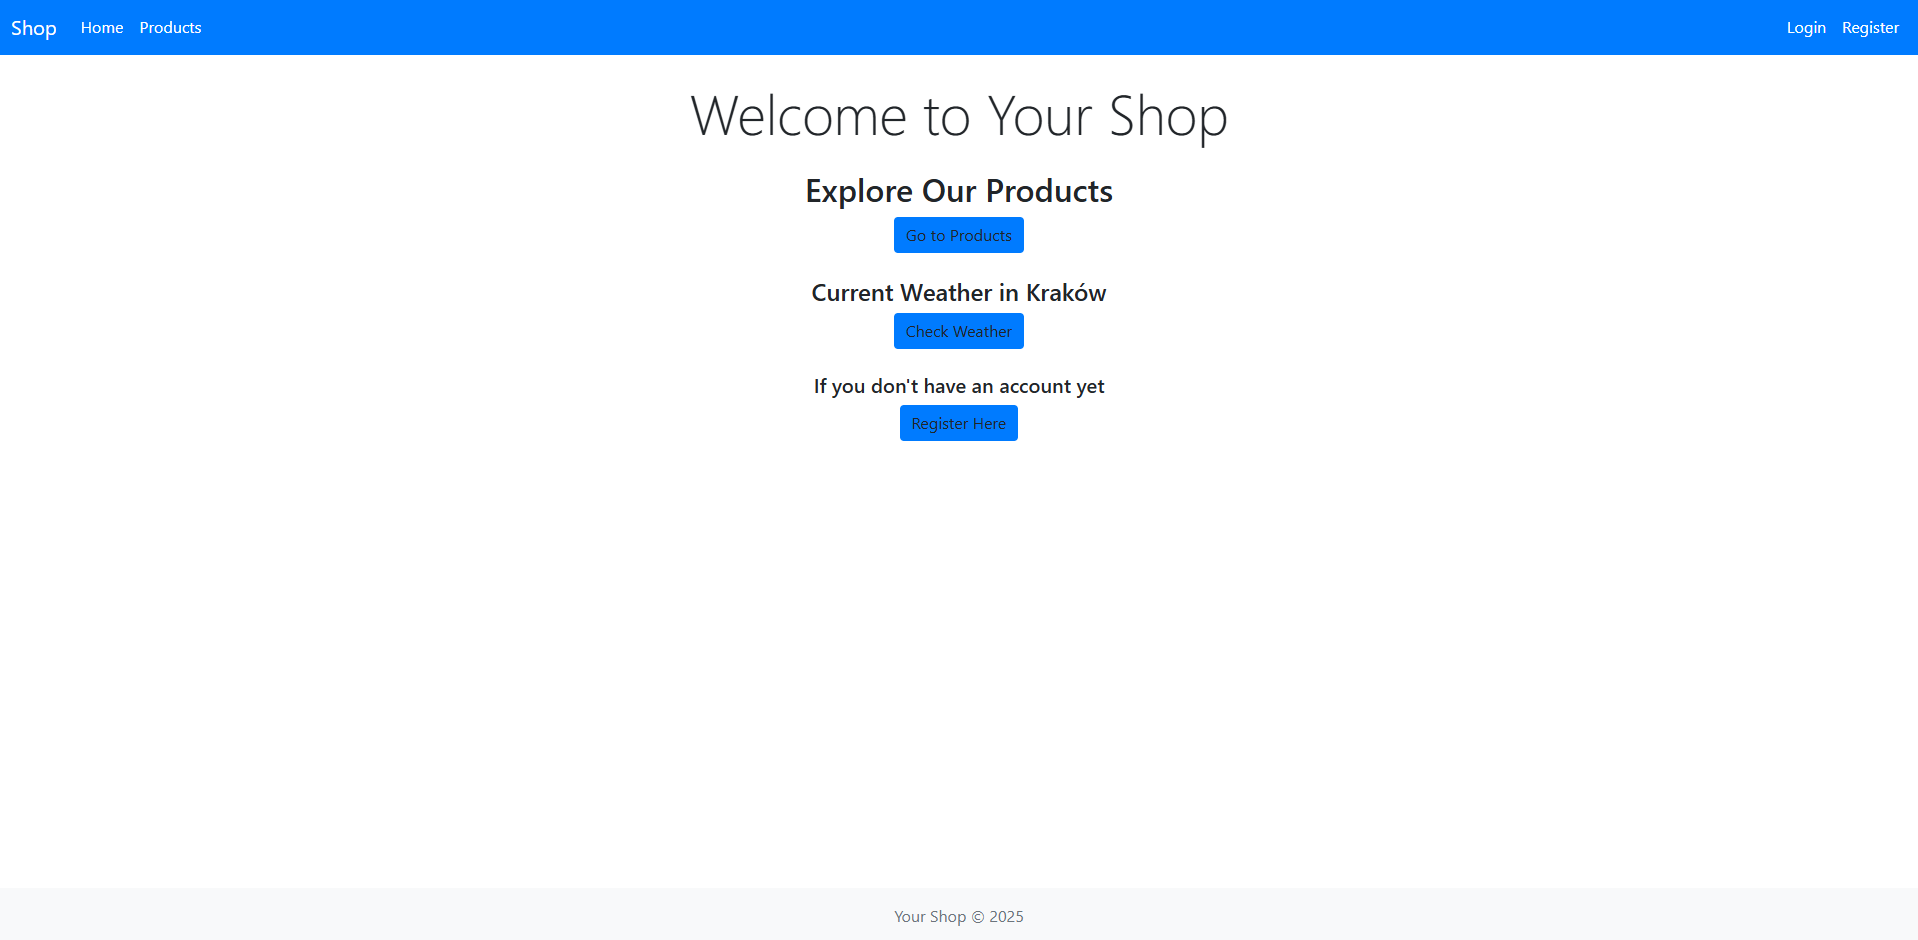 Shop Home Products Login Register
Welcome to Your Shop
Explore Our Products
Go to Products
Current Weather in Kraków
Check Weather
If you don't have an account yet
Register Here
Your Shop © 2025